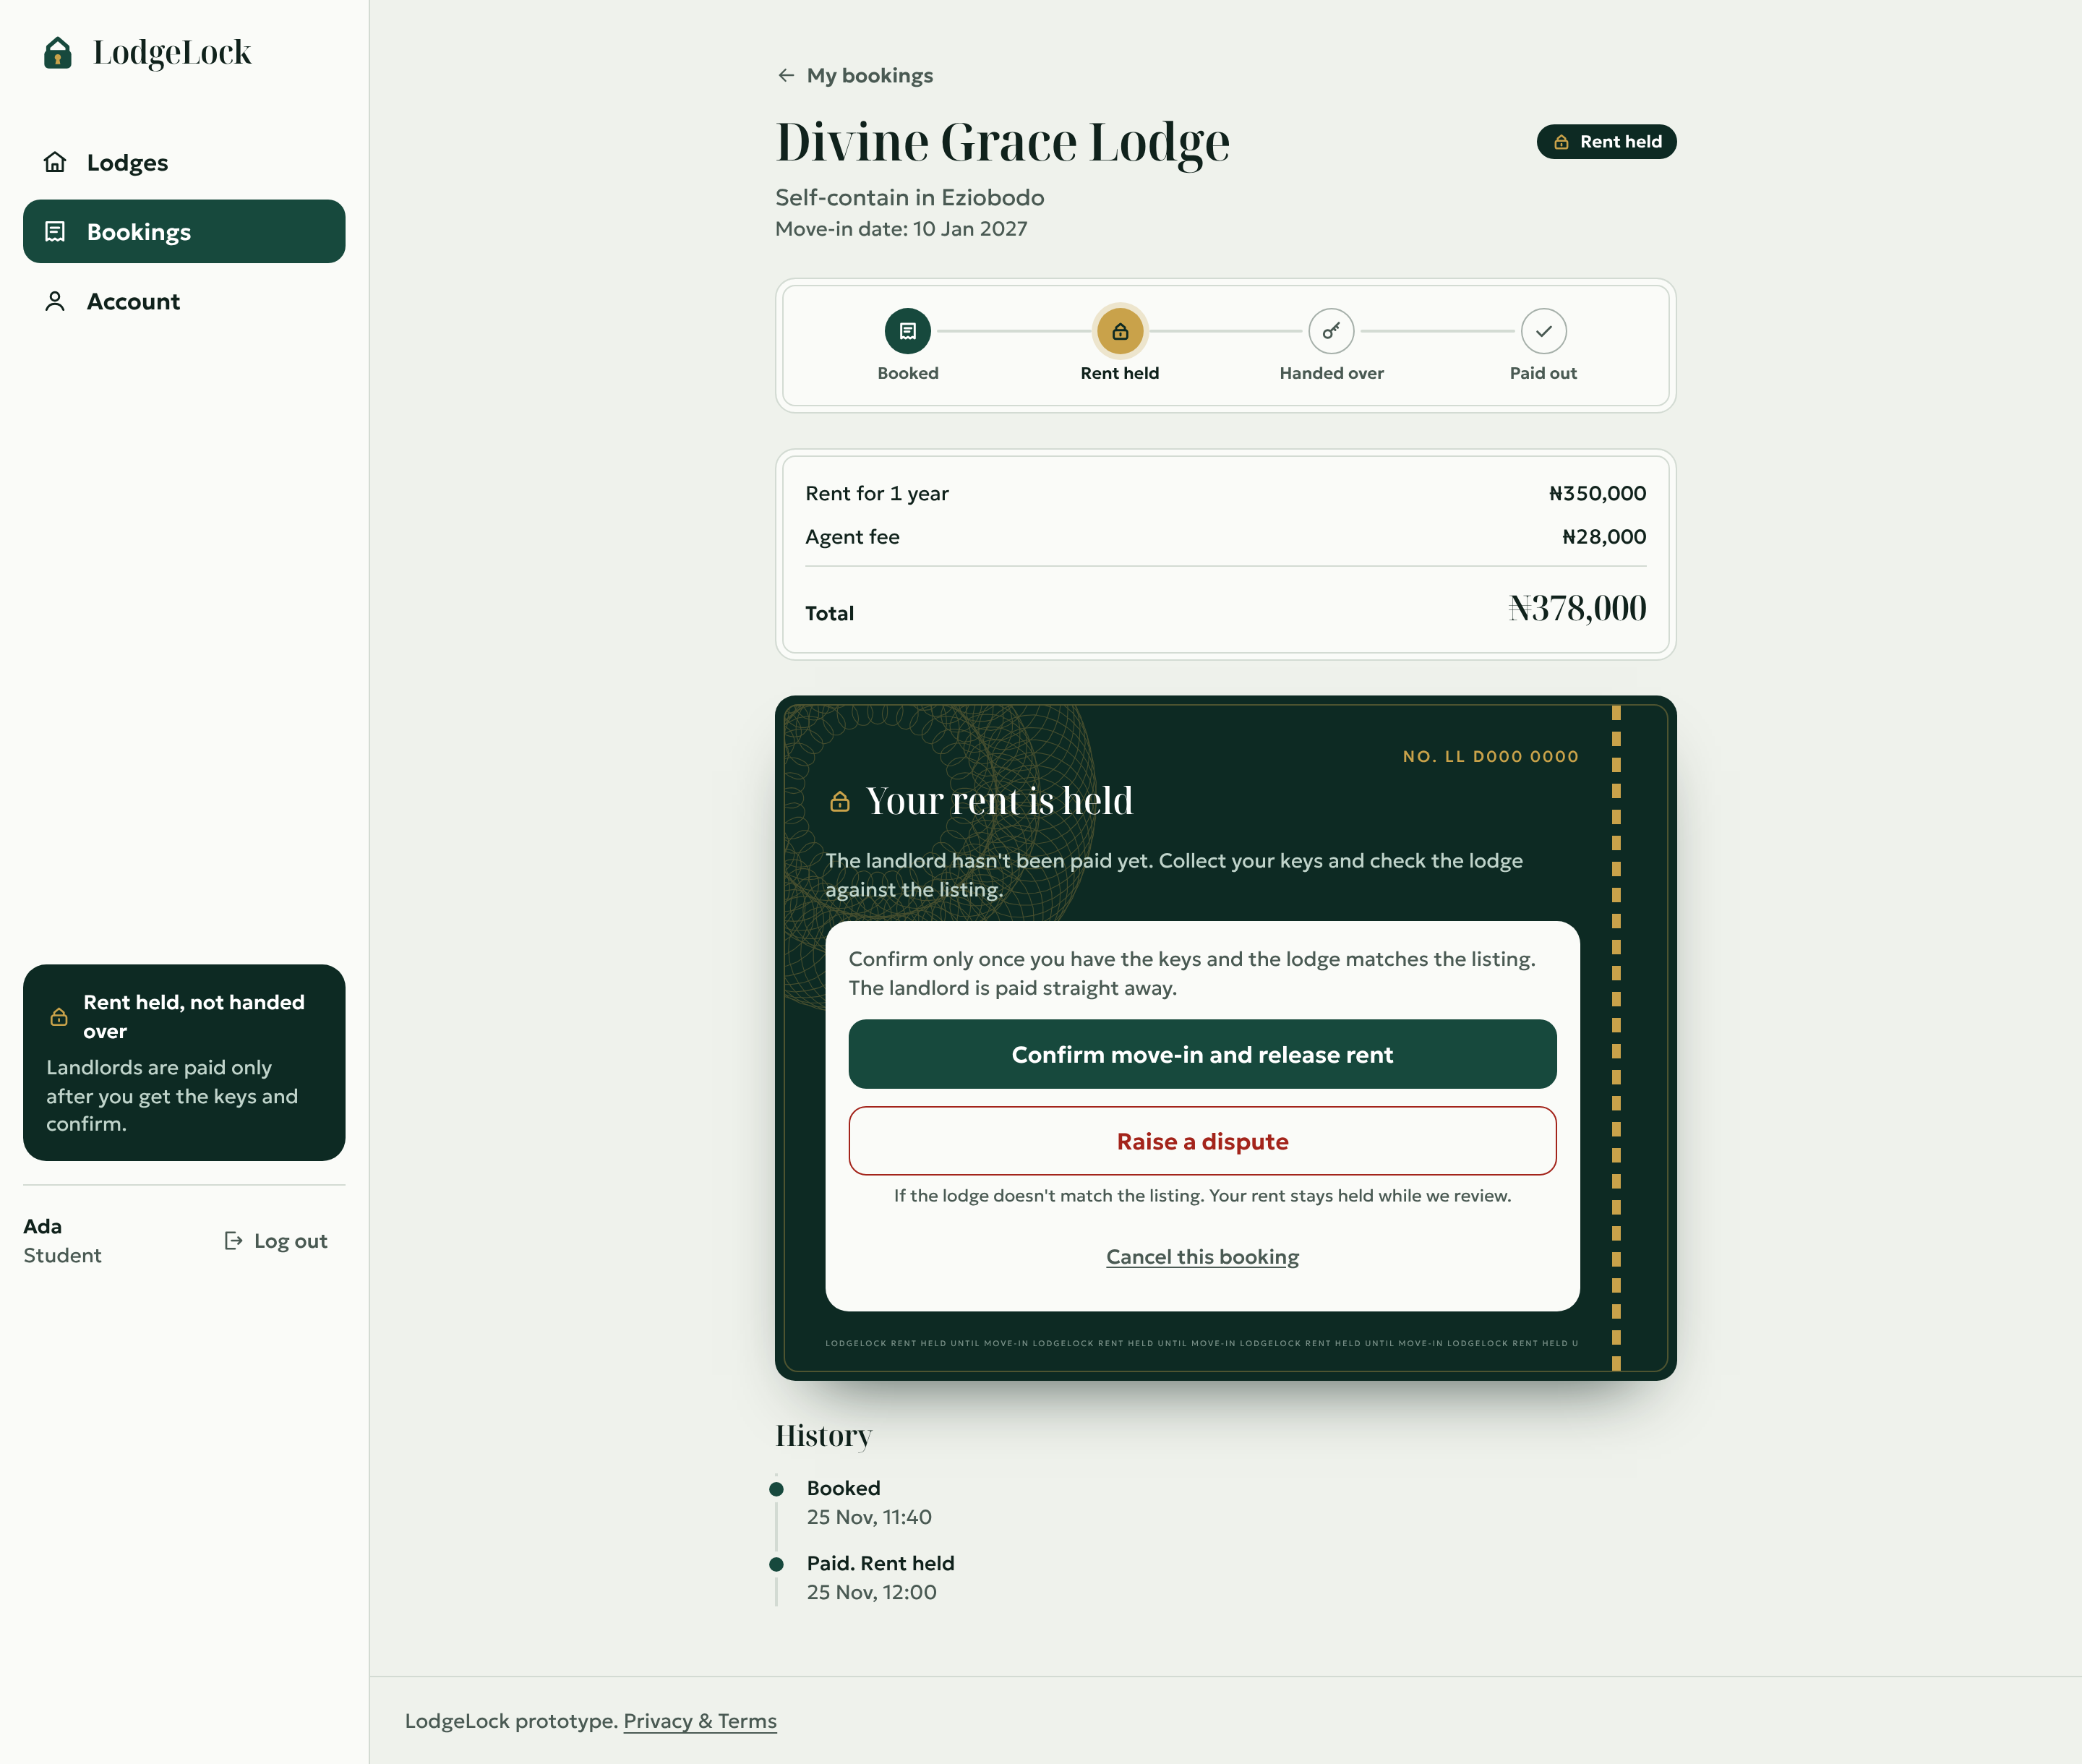 LodgeLock
Lodges
Bookings
Account
Rent held, not handed
over
Landlords are paid only
after you get the keys and
confirm.
Ada
Student
Log out
My bookings
Divine Grace Lodge
Rent held
Self-contain in Eziobodo
Move-in date: 10 Jan 2027
Booked
Rent held
Handed over
Paid out
Rent for 1 year
₦350,000
Agent fee
₦28,000
Total
₦378,000
NO. LL D000 0000
Your rent is held
The landlord hasn't been paid yet. Collect your keys and check the lodge
against the listing.
Confirm only once you have the keys and the lodge matches the listing.
The landlord is paid straight away.
Confirm move-in and release rent
Raise a dispute
If the lodge doesn't match the listing. Your rent stays held while we review.
Cancel this booking
LODGELOCK RENT HELD UNTIL MOVE-IN LODGELOCK RENT HELD UNTIL MOVE-IN LODGELOCK RENT HELD UNTIL MOVE-IN LODGELOCK RENT HELD U
History
Booked
25 Nov, 11:40
Paid. Rent held
25 Nov, 12:00
LodgeLock prototype. Privacy & Terms